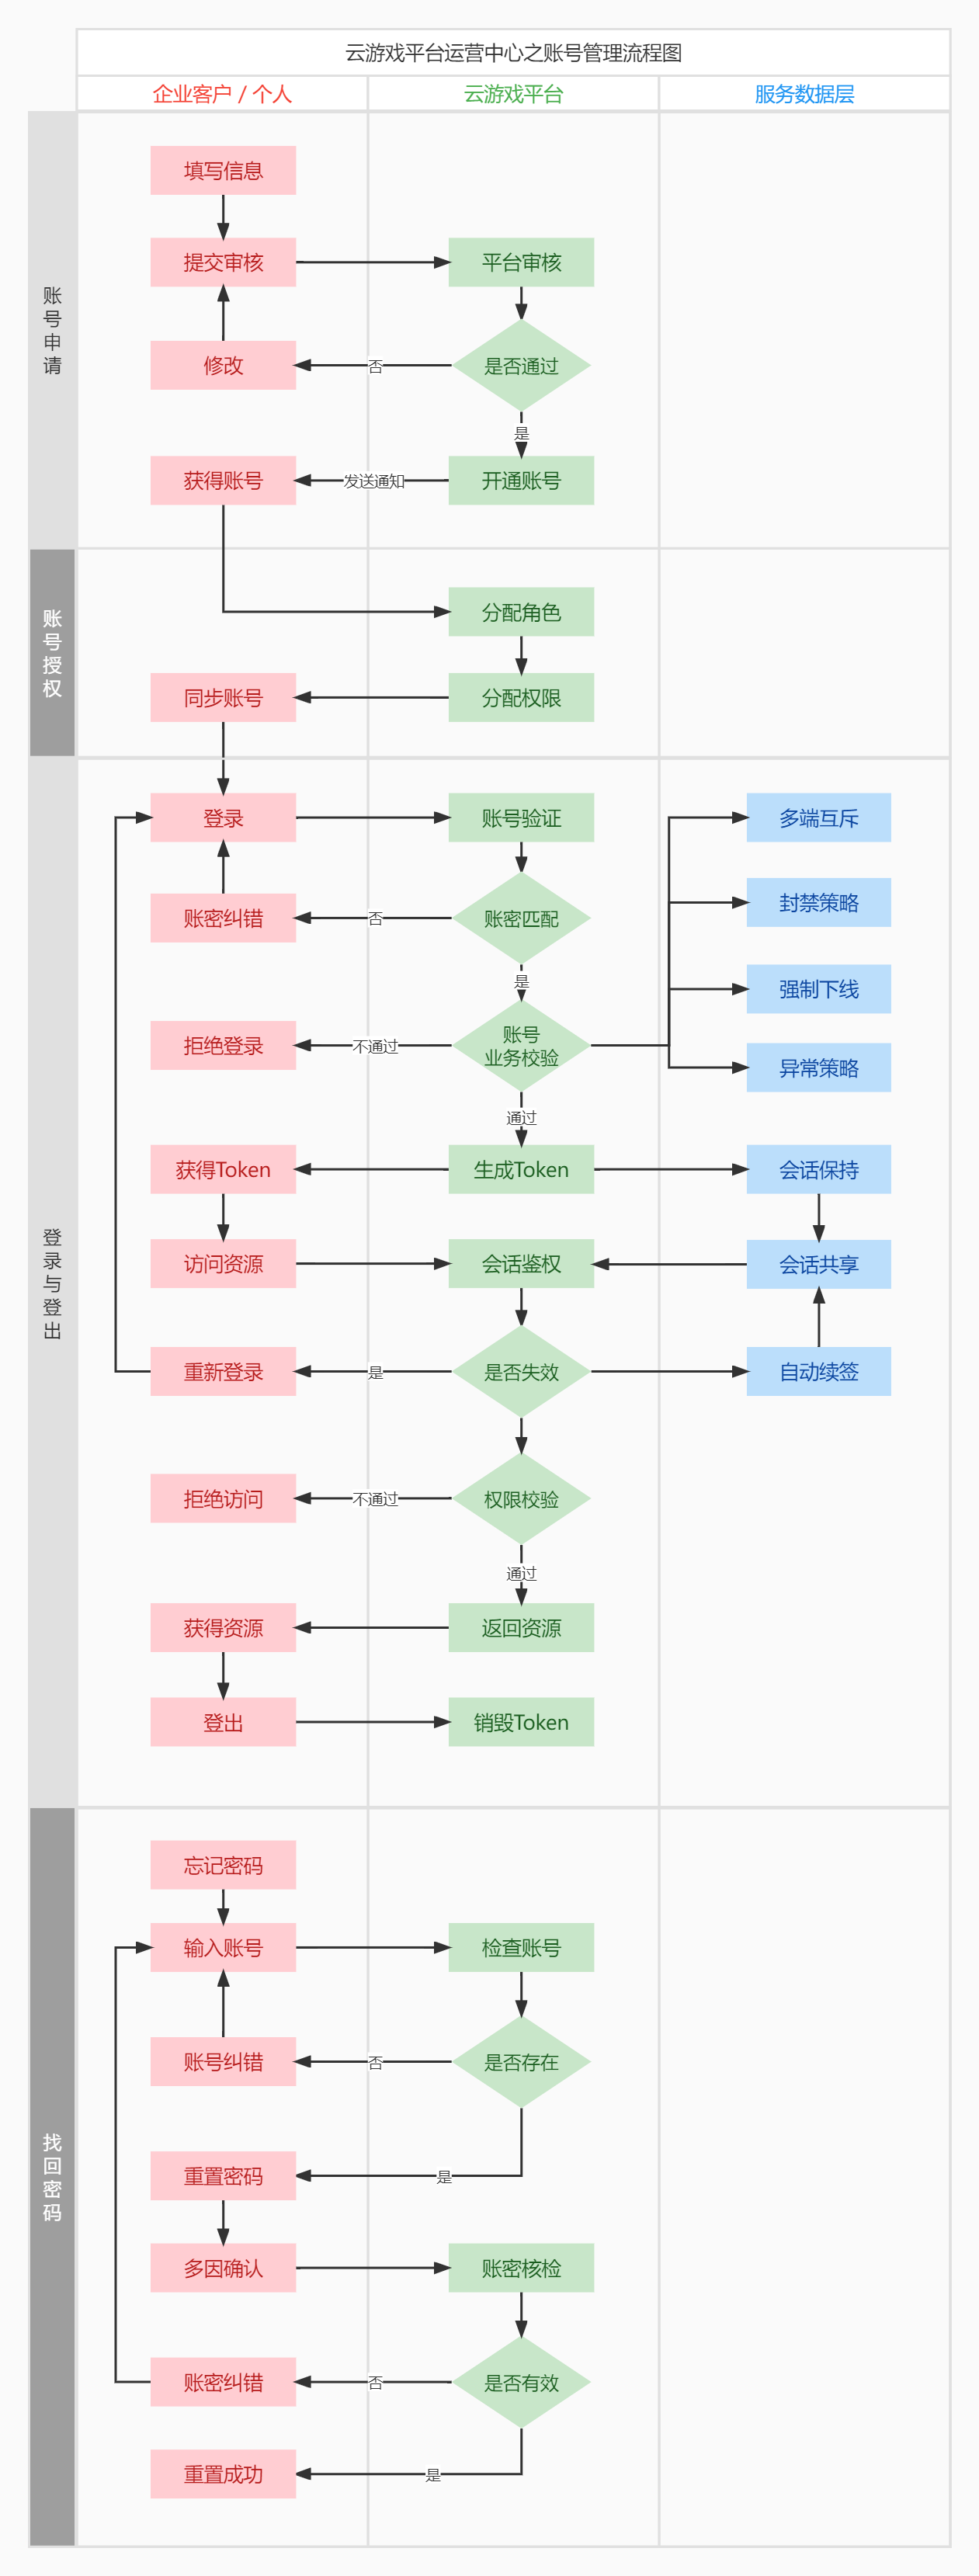 云游戏平台运营中心之账号管理流程图
企业客户 / 个人
云游戏平台
服务数据层
账号申请
填写信息
提交审核
平台审核
修改
否
是否通过
是
获得账号
发送通知
开通账号
账号授权
分配角色
同步账号
分配权限
登录与登出
登录
账号验证
多端互斥
封禁策略
账密纠错
否
账密匹配
是
强制下线
拒绝登录
不通过
账号
业务校验
异常策略
通过
获得Token
生成Token
会话保持
访问资源
会话鉴权
会话共享
重新登录
是
是否失效
自动续签
拒绝访问
不通过
权限校验
通过
获得资源
返回资源
登出
销毁Token
找回密码
忘记密码
输入账号
检查账号
账号纠错
否
是否存在
重置密码
是
多因确认
账密核检
账密纠错
否
是否有效
重置成功
是